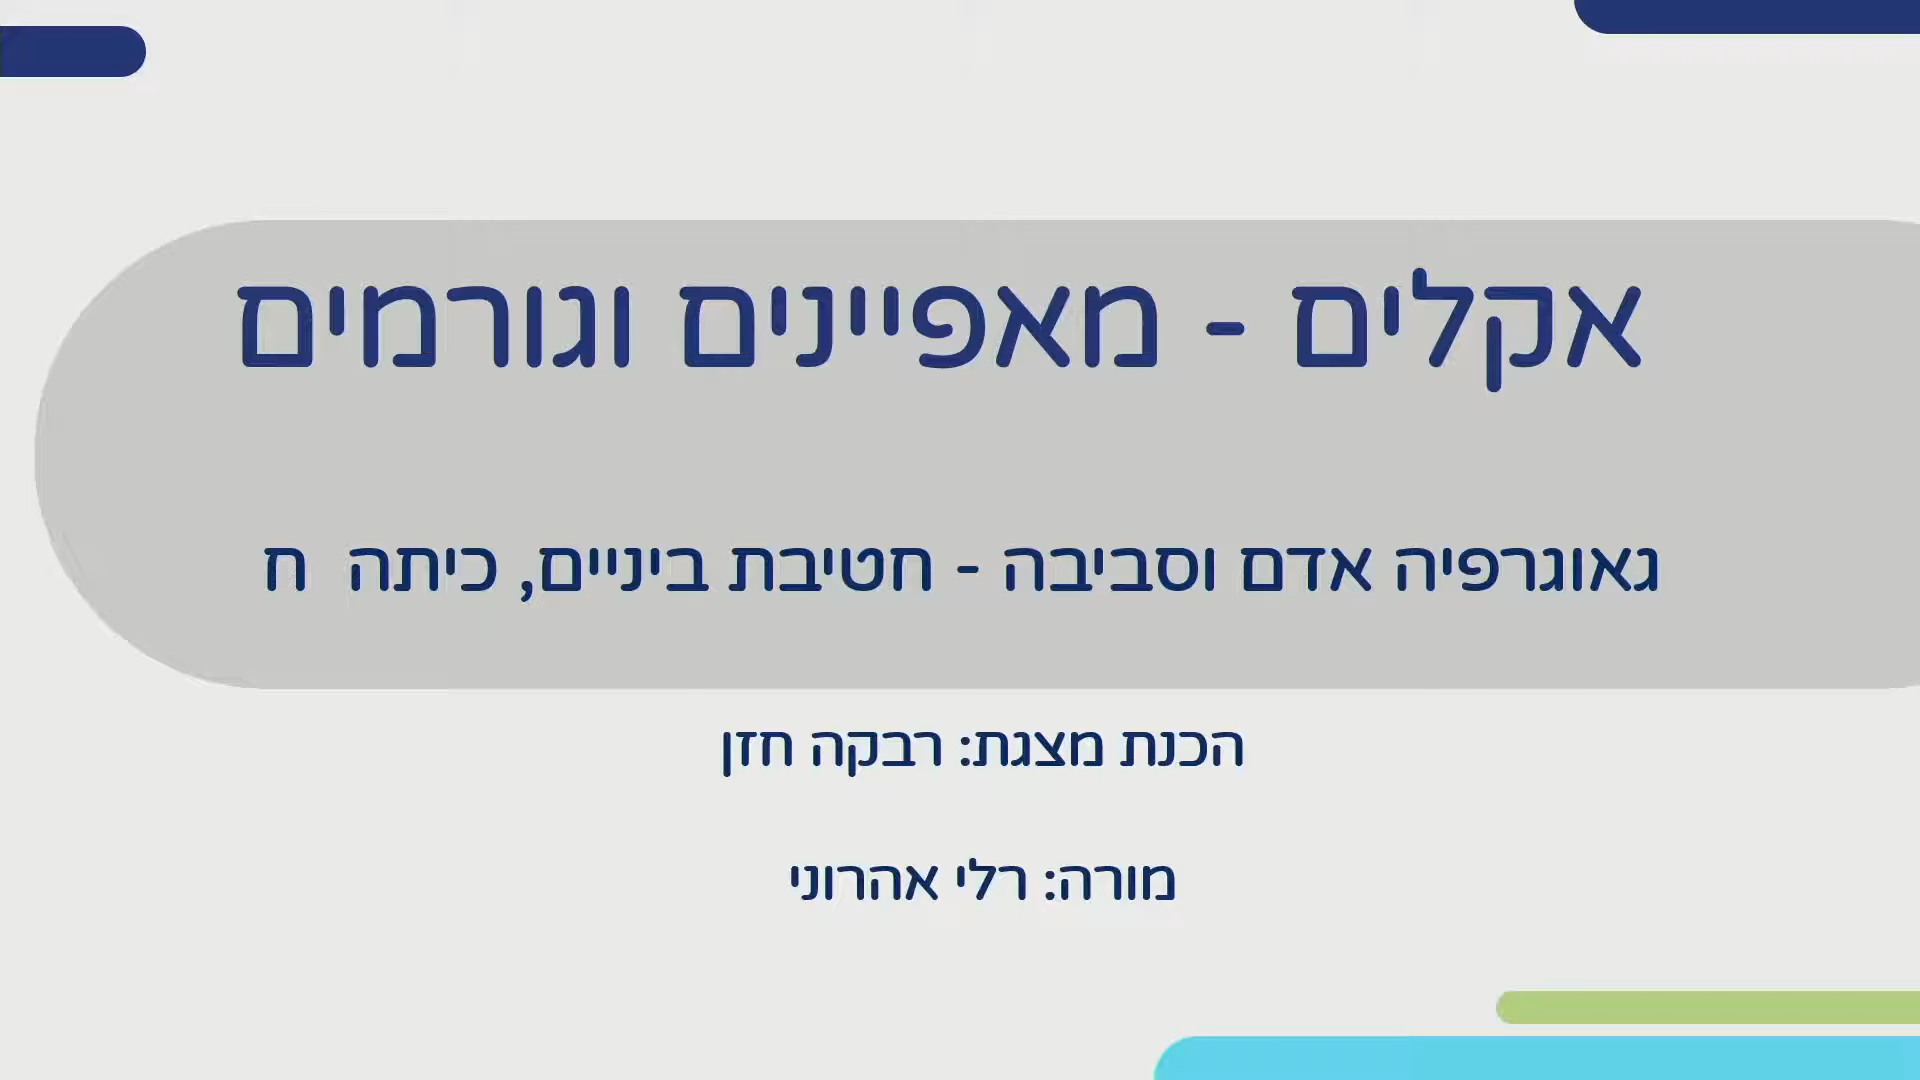 אקלים - מאפיינים וגורמים
גאוגרפיה אדם וסביבה - חטיבת ביניים, כיתה ח
הכנת מצגת: רבקה חזן
מורה: רלי אהרוני